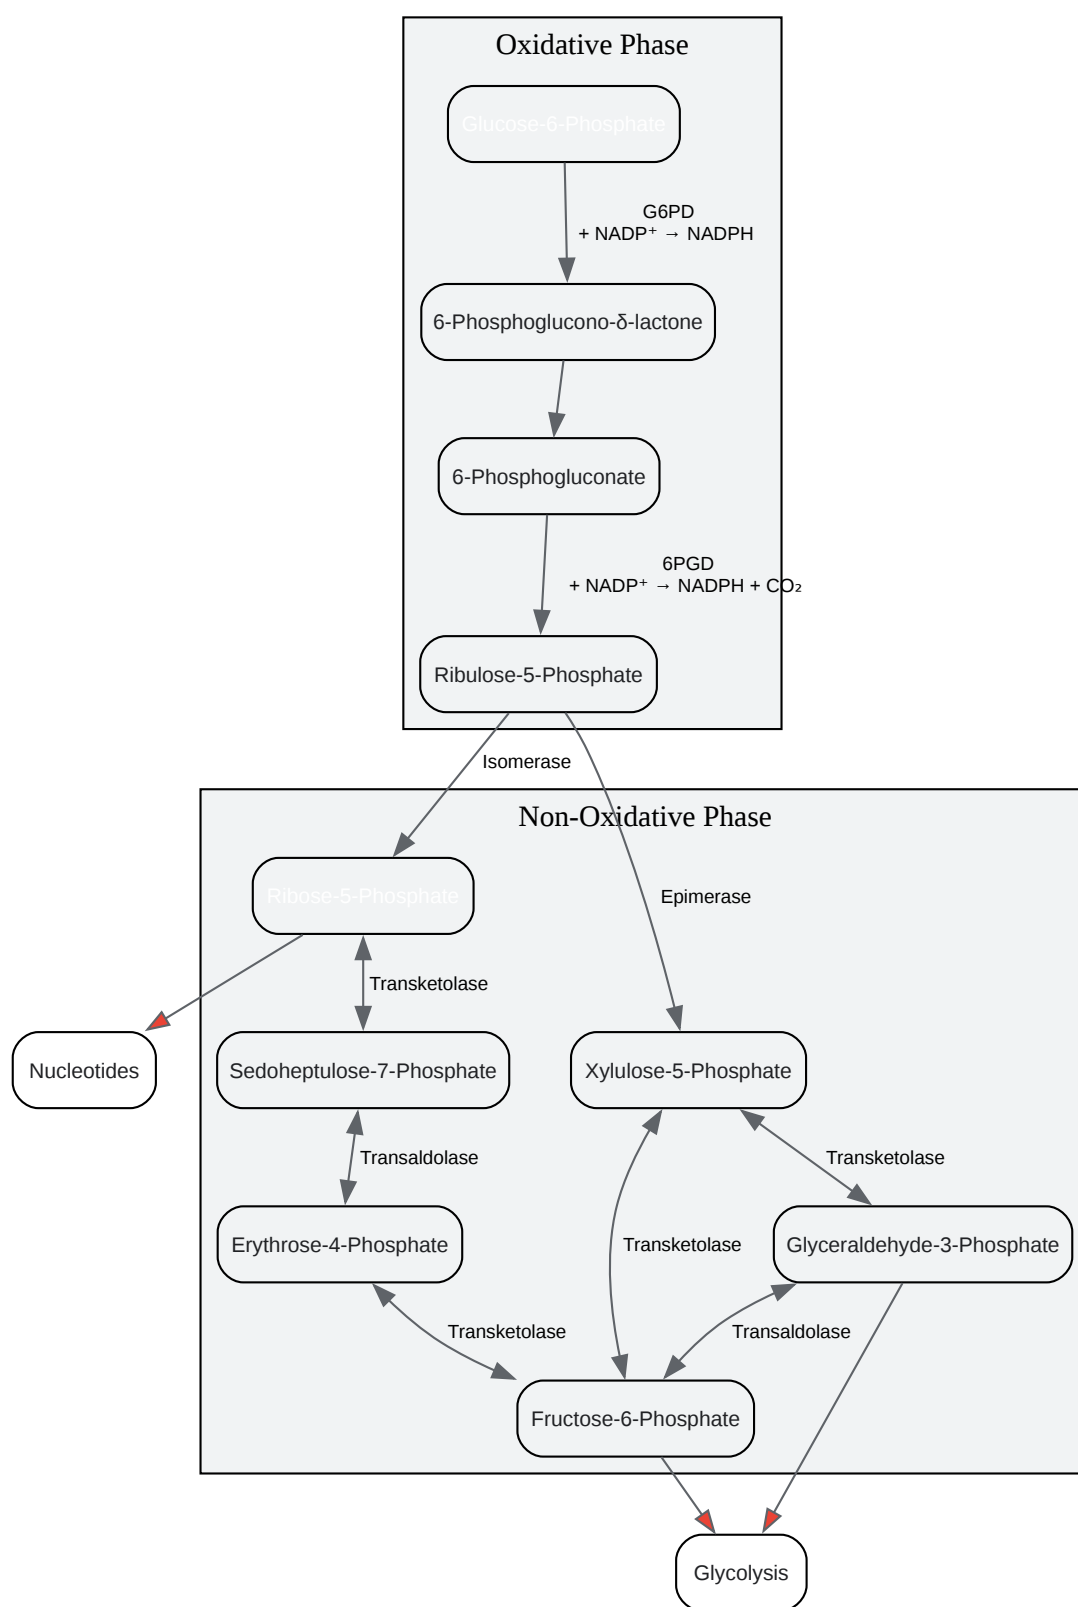 Oxidative Phase
Glucose-6-Phosphate
G6PD
+ NADP⁺ → NADPH
6-Phosphoglucono-δ-lactone
6-Phosphogluconate
6PGD
+ NADP⁺ → NADPH + CO₂
Ribulose-5-Phosphate
Isomerase
Non-Oxidative Phase
Ribose-5-Phosphate
Epimerase
Transketolase
Nucleotides
Sedoheptulose-7-Phosphate
Xylulose-5-Phosphate
Transaldolase
Transketolase
Erythrose-4-Phosphate
Transketolase
Glyceraldehyde-3-Phosphate
Transketolase
Transaldolase
Fructose-6-Phosphate
Glycolysis